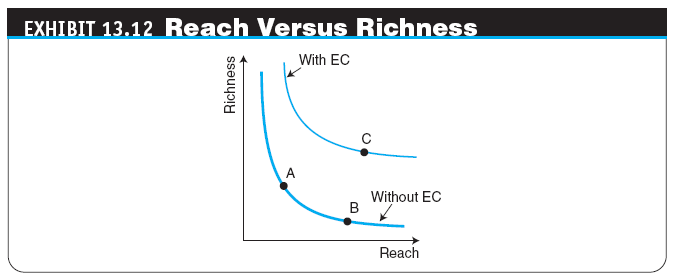 EXHIBIT 13.12 Reach Versus Richness
With EC
Richness
C
A
Without EC
B
Reach